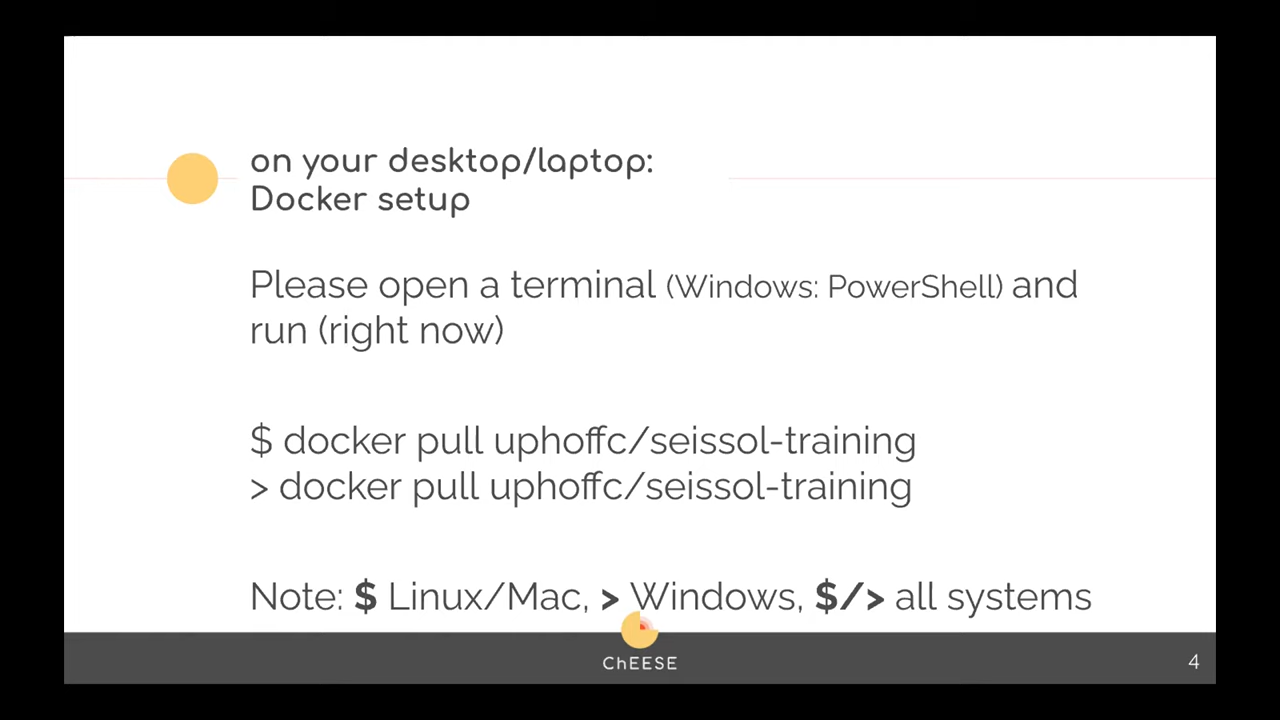 on your desktop/laptop:
Docker setup
Please open a terminal (Windows: PowerShell) and
run (right now)
$ docker pull uphoffc/seissol-training
> docker pull uphoffc/seissol-training
Note: $ Linux/Mac, > Windows, $/> all systems
ChEESE
4